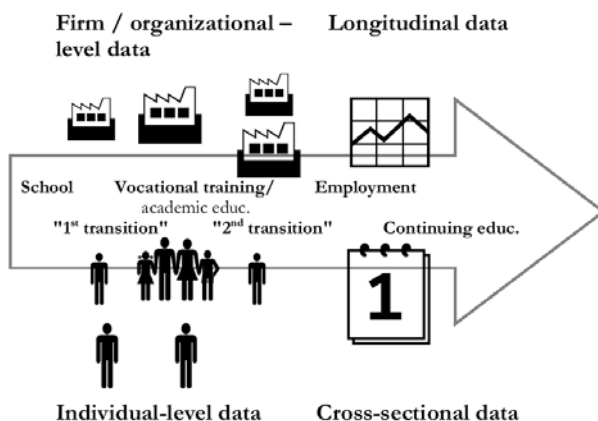 Firm / organizational –
level data
Longitudinal data
School
Vocational training/
academic educ.
Employment
"1st transition"
"2nd transition"
Continuing educ.
1
Individual-level data
Cross-sectional data